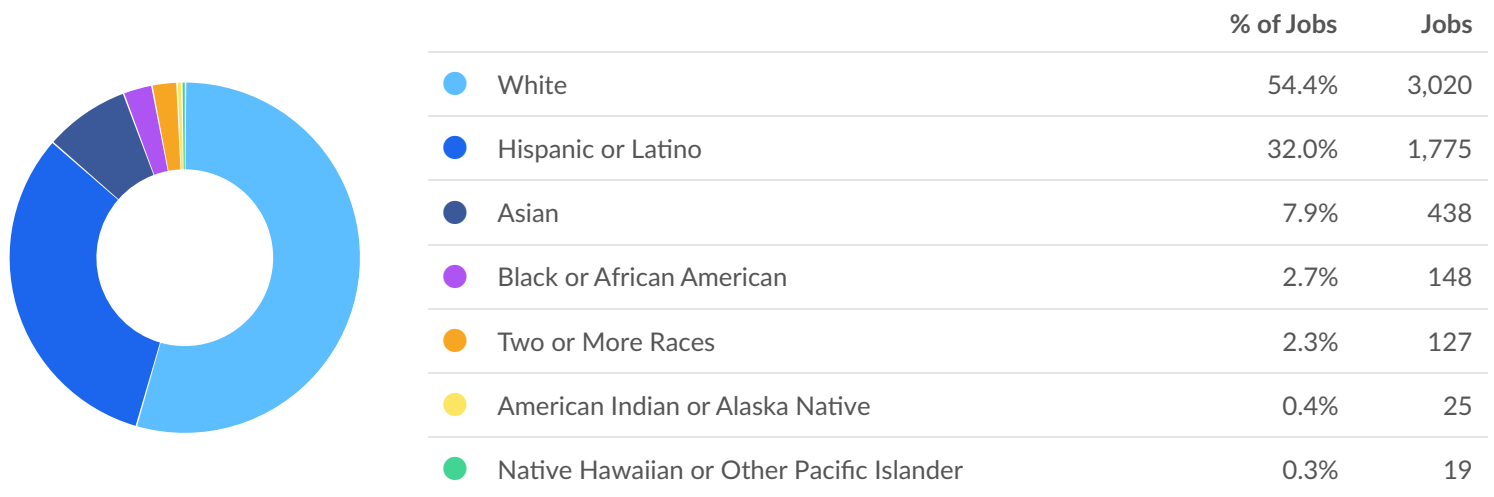 % of Jobs Jobs
White 54.4% 3,020
Hispanic or Latino 32.0% 1,775
Asian 7.9% 438
Black or African American 2.7% 148
Two or More Races 2.3% 127
American Indian or Alaska Native 0.4% 25
Native Hawaiian or Other Pacific Islander 0.3% 19